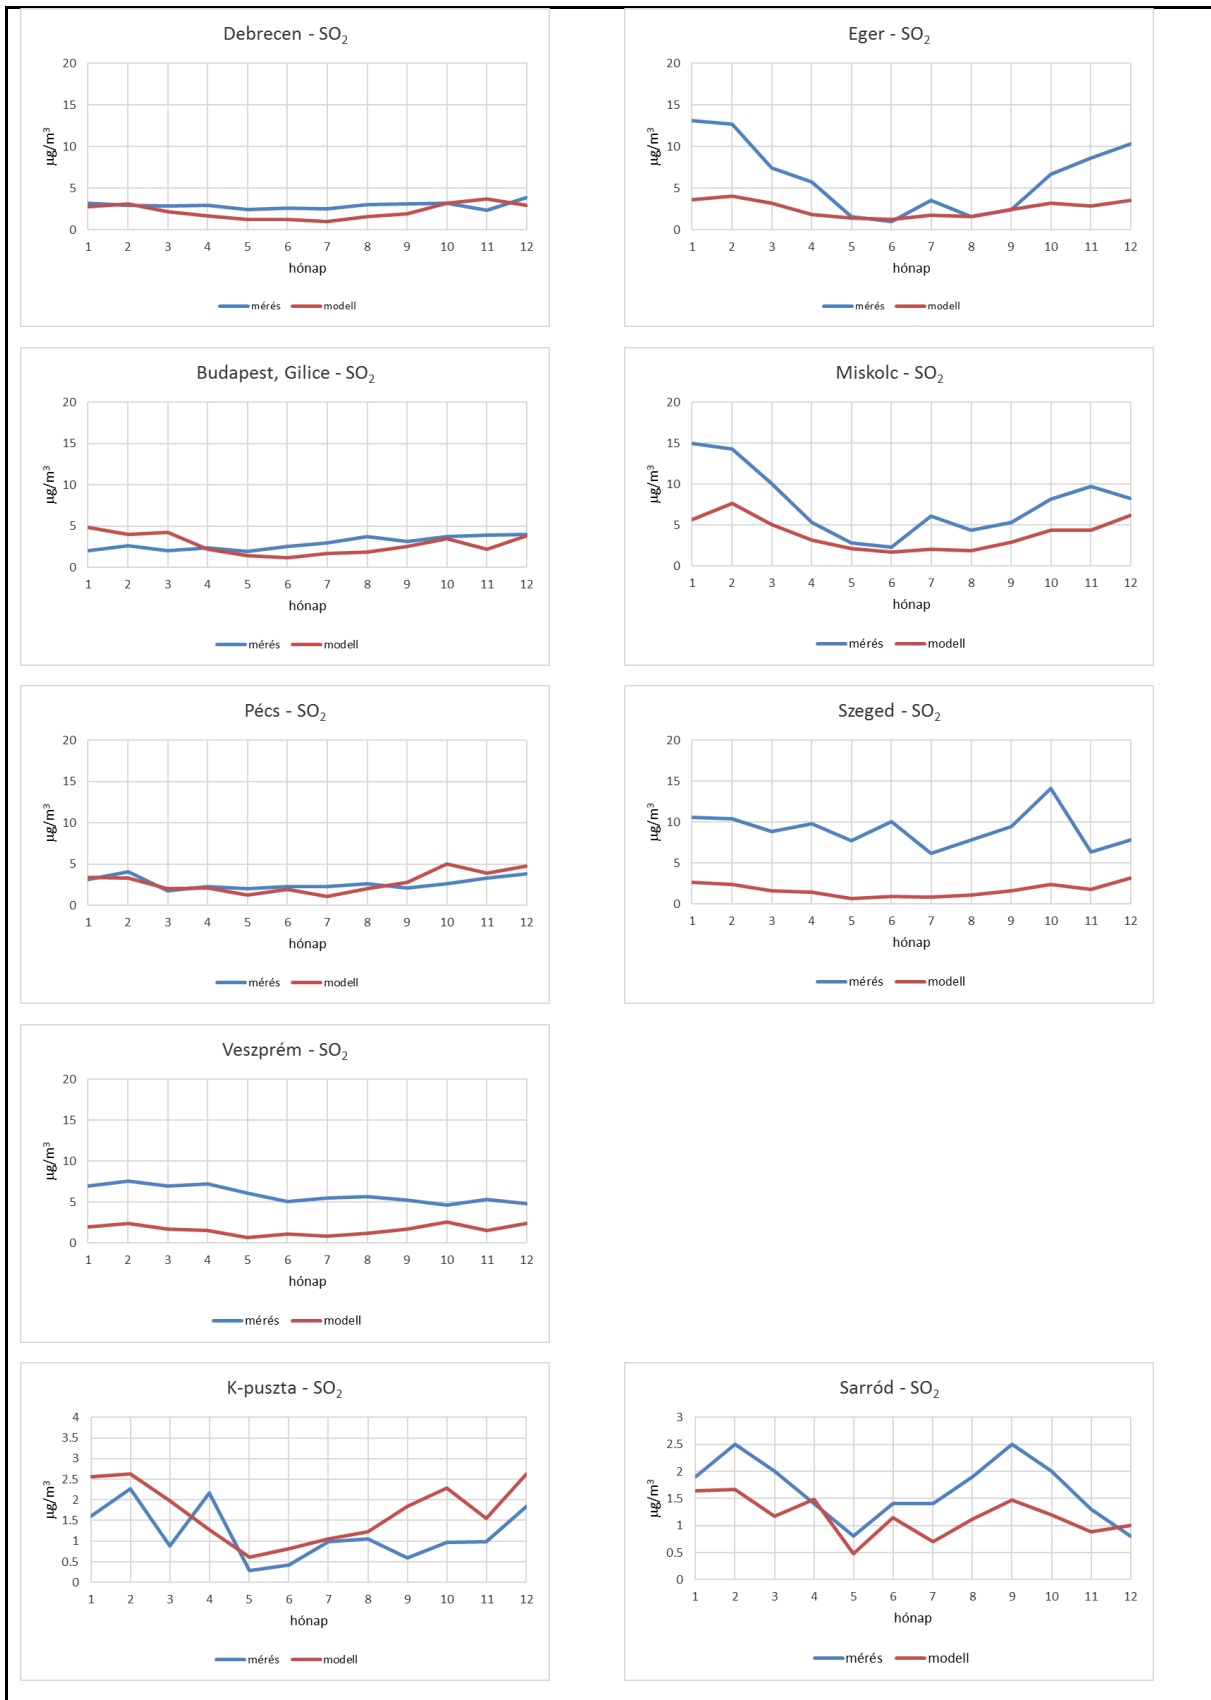 Debrecen - SO₂
20
15
10
5
0
µg/m³
1 2 3 4 5 6 7 8 9 10 11 12
hónap
mérés modell
Eger - SO₂
20
15
10
5
0
µg/m³
1 2 3 4 5 6 7 8 9 10 11 12
hónap
mérés modell
Budapest, Gilice - SO₂
20
15
10
5
0
µg/m³
1 2 3 4 5 6 7 8 9 10 11 12
hónap
mérés modell
Miskolc - SO₂
20
15
10
5
0
µg/m³
1 2 3 4 5 6 7 8 9 10 11 12
hónap
mérés modell
Pécs - SO₂
20
15
10
5
0
µg/m³
1 2 3 4 5 6 7 8 9 10 11 12
hónap
mérés modell
Szeged - SO₂
20
15
10
5
0
µg/m³
1 2 3 4 5 6 7 8 9 10 11 12
hónap
mérés modell
Veszprém - SO₂
20
15
10
5
0
µg/m³
1 2 3 4 5 6 7 8 9 10 11 12
hónap
mérés modell
K-puszta - SO₂
4
3.5
3
2.5
2
1.5
1
0.5
0
µg/m³
1 2 3 4 5 6 7 8 9 10 11 12
hónap
mérés modell
Sarród - SO₂
3
2.5
2
1.5
1
0.5
0
µg/m³
1 2 3 4 5 6 7 8 9 10 11 12
hónap
mérés modell